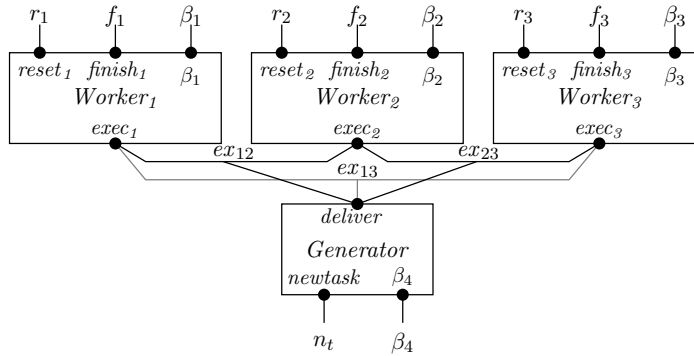 r1 f1 β1 r2 f2 β2 r3 f3 β3
reset1 finish1 β1 reset2 finish2 β2 reset3 finish3 β3
Worker1 Worker2 Worker3
exec1 exec2 exec3
ex12 ex23
ex13
deliver
Generator
newtask β4
nt β4